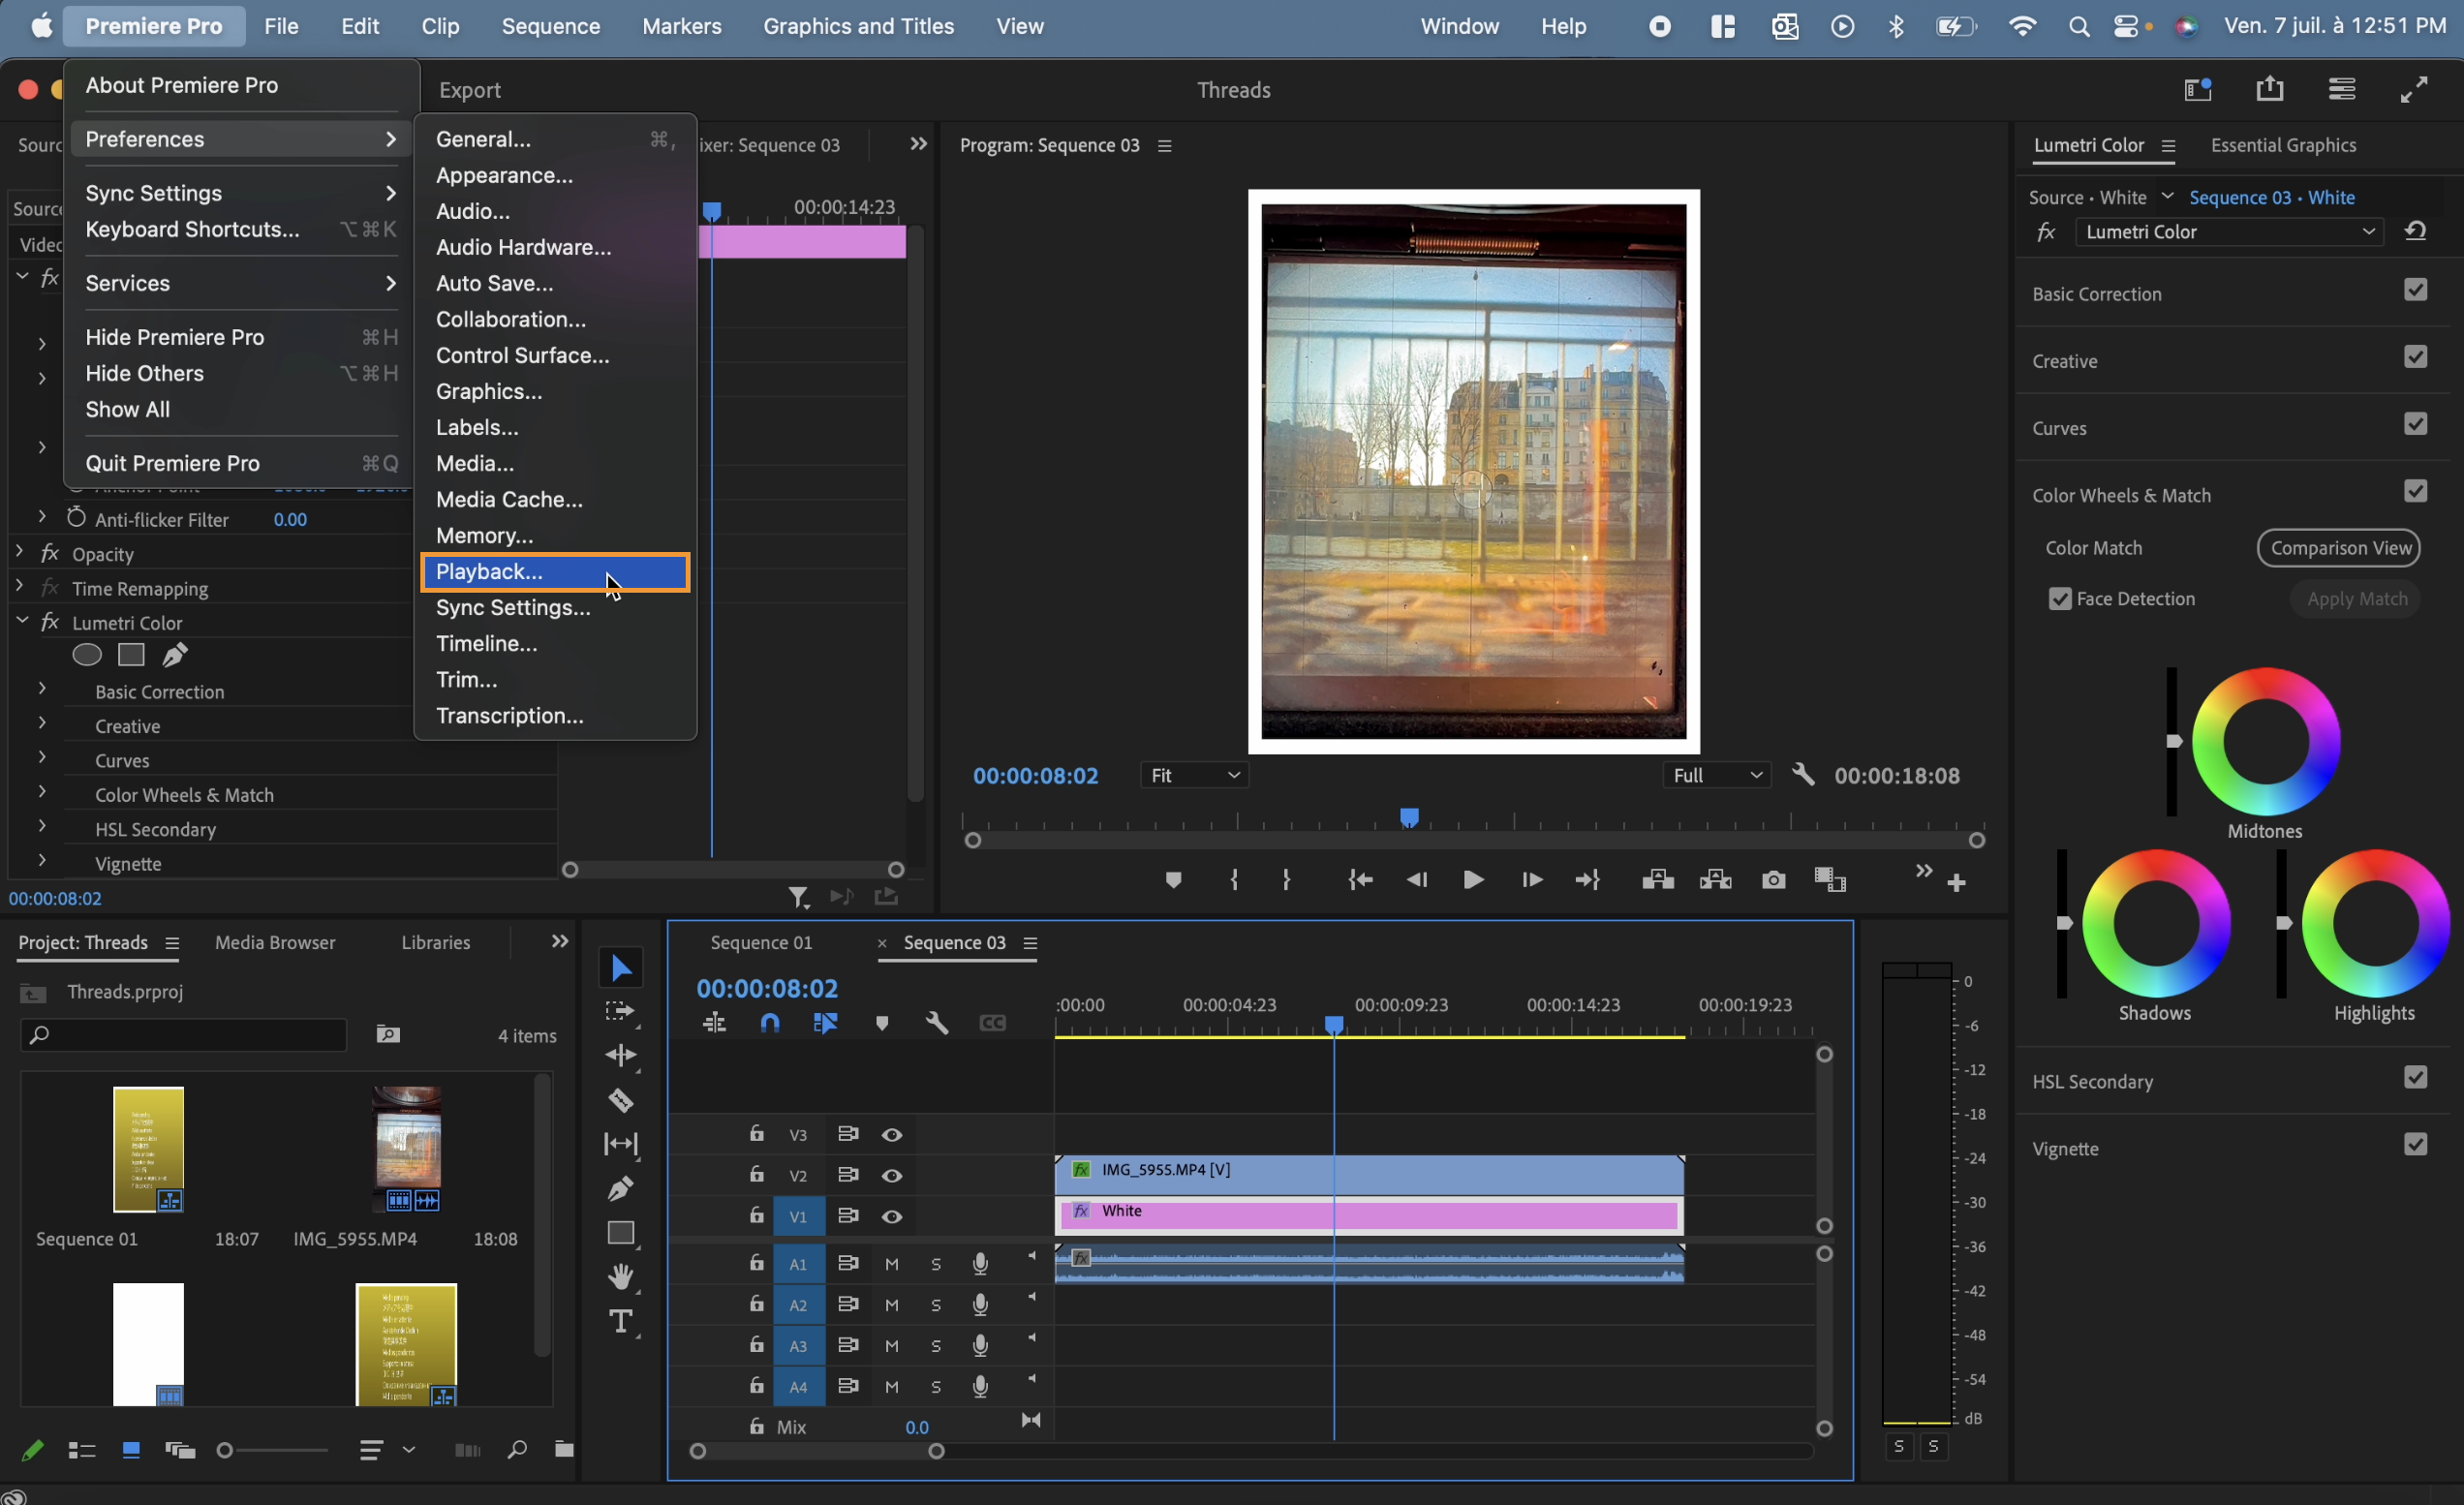 Premiere Pro File Edit Clip Sequence Markers Graphics and Titles View Window Help Ven. 7 juil. à 12:51 PM
About Premiere Pro
Preferences
Sync Settings
Keyboard Shortcuts... ⌥⌘K
Services
Hide Premiere Pro ⌘H
Hide Others ⌥⌘H
Show All
Quit Premiere Pro ⌘Q
General... ⌘,
Appearance...
Audio...
Audio Hardware...
Auto Save...
Collaboration...
Control Surface...
Graphics...
Labels...
Media...
Media Cache...
Memory...
Playback...
Sync Settings...
Timeline...
Trim...
Transcription...
Export
Threads
Sourc
ixer: Sequence 03
Source
Video
00:00:14:23
fx
Anti-flicker Filter 0.00
fx Opacity
fx Time Remapping
fx Lumetri Color
Basic Correction
Creative
Curves
Color Wheels & Match
HSL Secondary
Vignette
00:00:08:02
Program: Sequence 03
00:00:08:02 Fit Full 00:00:18:08
Lumetri Color Essential Graphics
Source • White Sequence 03 • White
fx Lumetri Color
Basic Correction
Creative
Curves
Color Wheels & Match
Color Match Comparison View
Face Detection Apply Match
Midtones
Shadows Highlights
HSL Secondary
Vignette
Project: Threads Media Browser Libraries
Threads.prproj
4 items
Sequence 01 18:07 IMG_5955.MP4 18:08
Sequence 01 × Sequence 03
00:00:08:02
:00:00 00:00:04:23 00:00:09:23 00:00:14:23 00:00:19:23
CC
V3
V2 fx IMG_5955.MP4 [V]
V1 fx White
A1 M S fx
A2 M S
A3 M S
A4 M S
Mix 0.0
T
0
-6
-12
-18
-24
-30
-36
-42
-48
-54
dB
S S